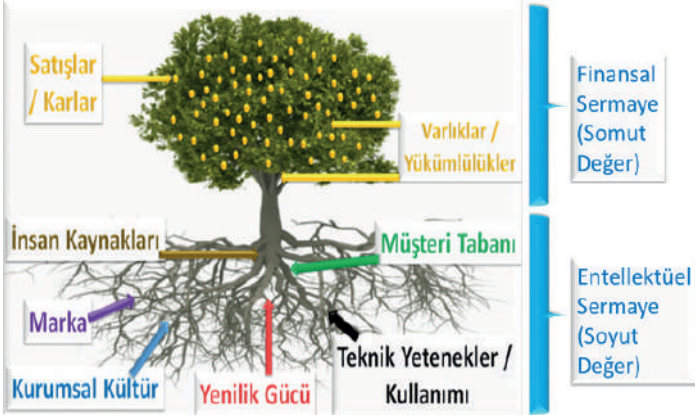 Satışlar
/ Karlar
Varlıklar /
Yükümlülükler
Finansal
Sermaye
(Somut
Değer)
İnsan Kaynakları
Müşteri Tabanı
Marka
Kurumsal Kültür
Yenilik Gücü
Teknik Yetenekler /
Kullanımı
Entellektüel
Sermaye
(Soyut
Değer)